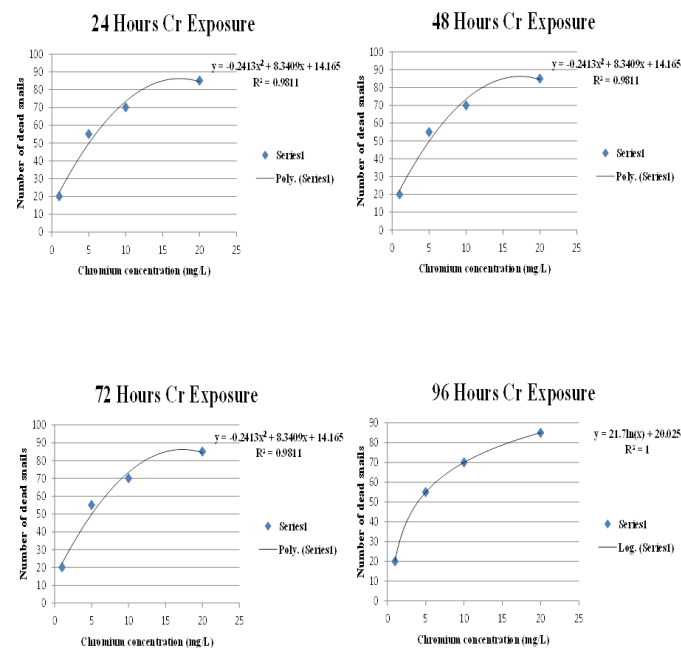 24 Hours Cr Exposure
100
90
80
70
60
50
40
30
20
10
0
0 5 10 15 20 25
Number of dead snails
Chromium concentration (mg/L)
y = -0.2413x² + 8.3409x + 14.165
R² = 0.9811
Series1
Poly. (Series1)
48 Hours Cr Exposure
100
90
80
70
60
50
40
30
20
10
0
0 5 10 15 20 25
Number of dead snails
Chromium concentration (mg/L)
y = -0.2413x² + 8.3409x + 14.165
R² = 0.9811
Series1
Poly. (Series1)
72 Hours Cr Exposure
100
90
80
70
60
50
40
30
20
10
0
0 5 10 15 20 25
Number of dead snails
Chromium concentration (mg/L)
y = -0.2413x² + 8.3409x + 14.165
R² = 0.9811
Series1
Poly. (Series1)
96 Hours Cr Exposure
90
80
70
60
50
40
30
20
10
0
0 5 10 15 20 25
Number of dead snails
Chromium concentration (mg/L)
y = 21.7ln(x) + 20.025
R² = 1
Series1
Log. (Series1)